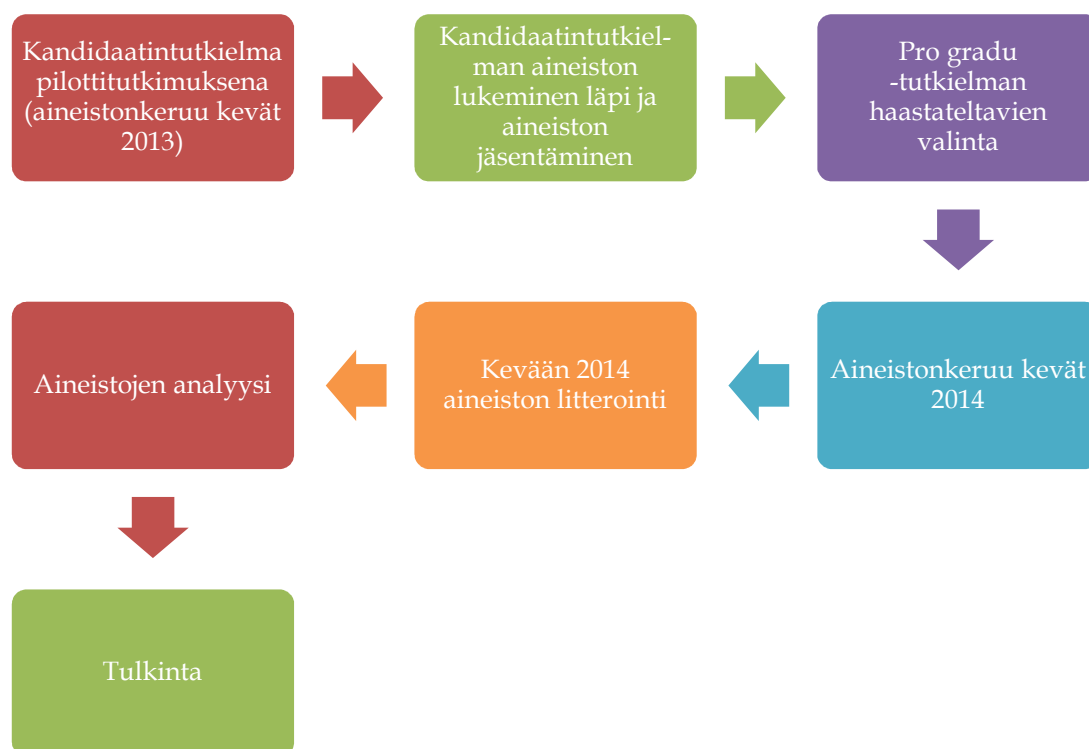 Kandidaatintutkielma
pilottitutkimuksena
(aineistonkeruu kevät
2013)
Kandidaatintutkiel-
man aineiston
lukeminen läpi ja
aineiston
jäsentäminen
Pro gradu
-tutkielman
haastateltavien
valinta
Aineistonkeruu kevät
2014
Kevään 2014
aineiston litterointi
Aineistojen analyysi
Tulkinta